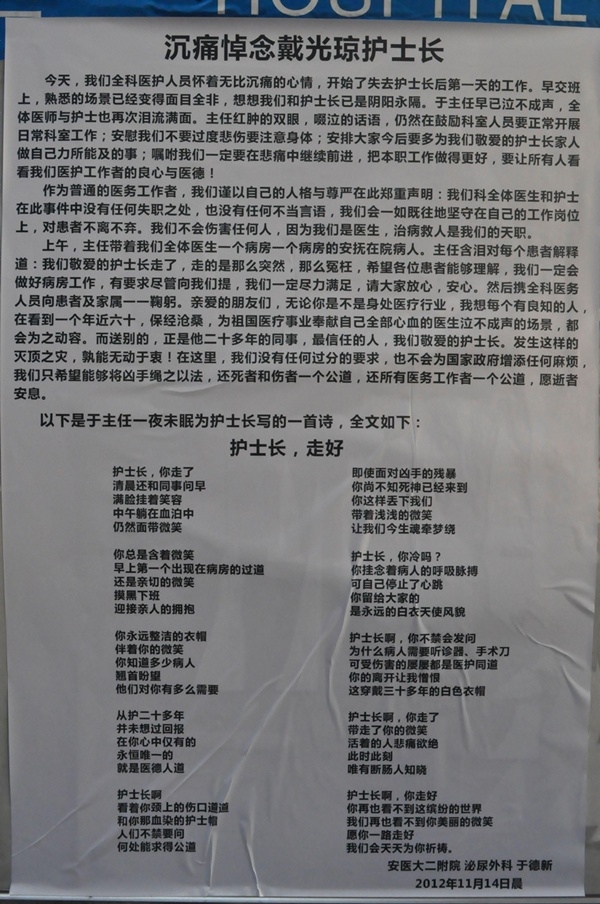 HOSPITAL
沉痛悼念戴光琼护士长
今天，我们全科医护人员怀着无比沉痛的心情，开始了失去护士长后第一天的工作。早交班
上，熟悉的场景已经变得面目全非，想想我们和护士长已是阴阳永隔。于主任早已泣不成声，全
体医师与护士也再次泪流满面。主任红肿的双眼，啜泣的话语，仍然在鼓励科室人员要正常开展
日常科室工作；安慰我们不要过度悲伤要注意身体；安排大家今后要多为我们敬爱的护士长家人
做自己力所能及的事；嘱咐我们一定要在悲痛中继续前进，把本职工作做得更好，要让所有人看
看我们医护工作者的良心与医德！
作为普通的医务工作者，我们谨以自己的人格与尊严在此郑重声明：我们科全体医生和护士
在此事件中没有任何失职之处，也没有任何不当言语，我们会一如既往地坚守在自己的工作岗位
上，对患者不离不弃。我们不会伤害任何人，因为我们是医生，治病救人是我们的天职。
上午，主任带着我们全体医生一个病房一个病房的安抚在院病人。主任含泪对每个患者解释
道：我们敬爱的护士长走了，走的是那么突然，那么冤枉，希望各位患者能够理解，我们一定会
做好病房工作，有要求尽管向我们提，我们一定尽力满足，请大家放心，安心。然后携全科医务
人员向患者及家属一一鞠躬。亲爱的朋友们，无论你是不是身处医疗行业，我想每个有良知的人，
在看到一个年近六十，保经沧桑，为祖国医疗事业奉献自己全部心血的医生泣不成声的场景，都
会为之动容。而送别的，正是他二十多年的同事，最信任的人，我们敬爱的护士长。发生这样的
灭顶之灾，孰能无动于衷！在这里，我们没有任何过分的要求，也不会为国家政府增添任何麻烦，
我们只希望能够将凶手绳之以法，还死者和伤者一个公道，还所有医务工作者一个公道，愿逝者
安息。
以下是于主任一夜未眠为护士长写的一首诗，全文如下：
护士长，走好
护士长，你走了
清晨还和同事问早
满脸挂着笑容
中午躺在血泊中
仍然面带微笑
你总是含着微笑
早上第一个出现在病房的过道
还是亲切的微笑
摸黑下班
迎接亲人的拥抱
你永远整洁的衣帽
伴着你的微笑
你知道多少病人
翘首盼望
他们对你有多么需要
从护二十多年
并未想过回报
在你心中仅有的
永恒唯一的
就是医德人道
护士长啊
看着你颈上的伤口道道
和你那血染的护士帽
人们不禁要问
何处能求得公道
即使面对凶手的残暴
你尚不知死神已经来到
你这样丢下我们
带着浅浅的微笑
让我们今生魂牵梦绕
护士长，你冷吗？
你挂念着病人的呼吸脉搏
可自己停止了心跳
你留给大家的
是永远的白衣天使风貌
护士长啊，你不禁会发问
为什么病人需要听诊器、手术刀
可受伤害的屡屡都是医护同道
你的离开让我憎恨
这穿戴三十多年的白色衣帽
护士长啊，你走了
带走了你的微笑
活着的人悲痛欲绝
此时此刻
唯有断肠人知晓
护士长啊，你走好
你再也看不到这缤纷的世界
我们再也看不到你美丽的微笑
愿你一路走好
我们会天天为你祈祷。
安医大二附院 泌尿外科 于德新
2012年11月14日晨